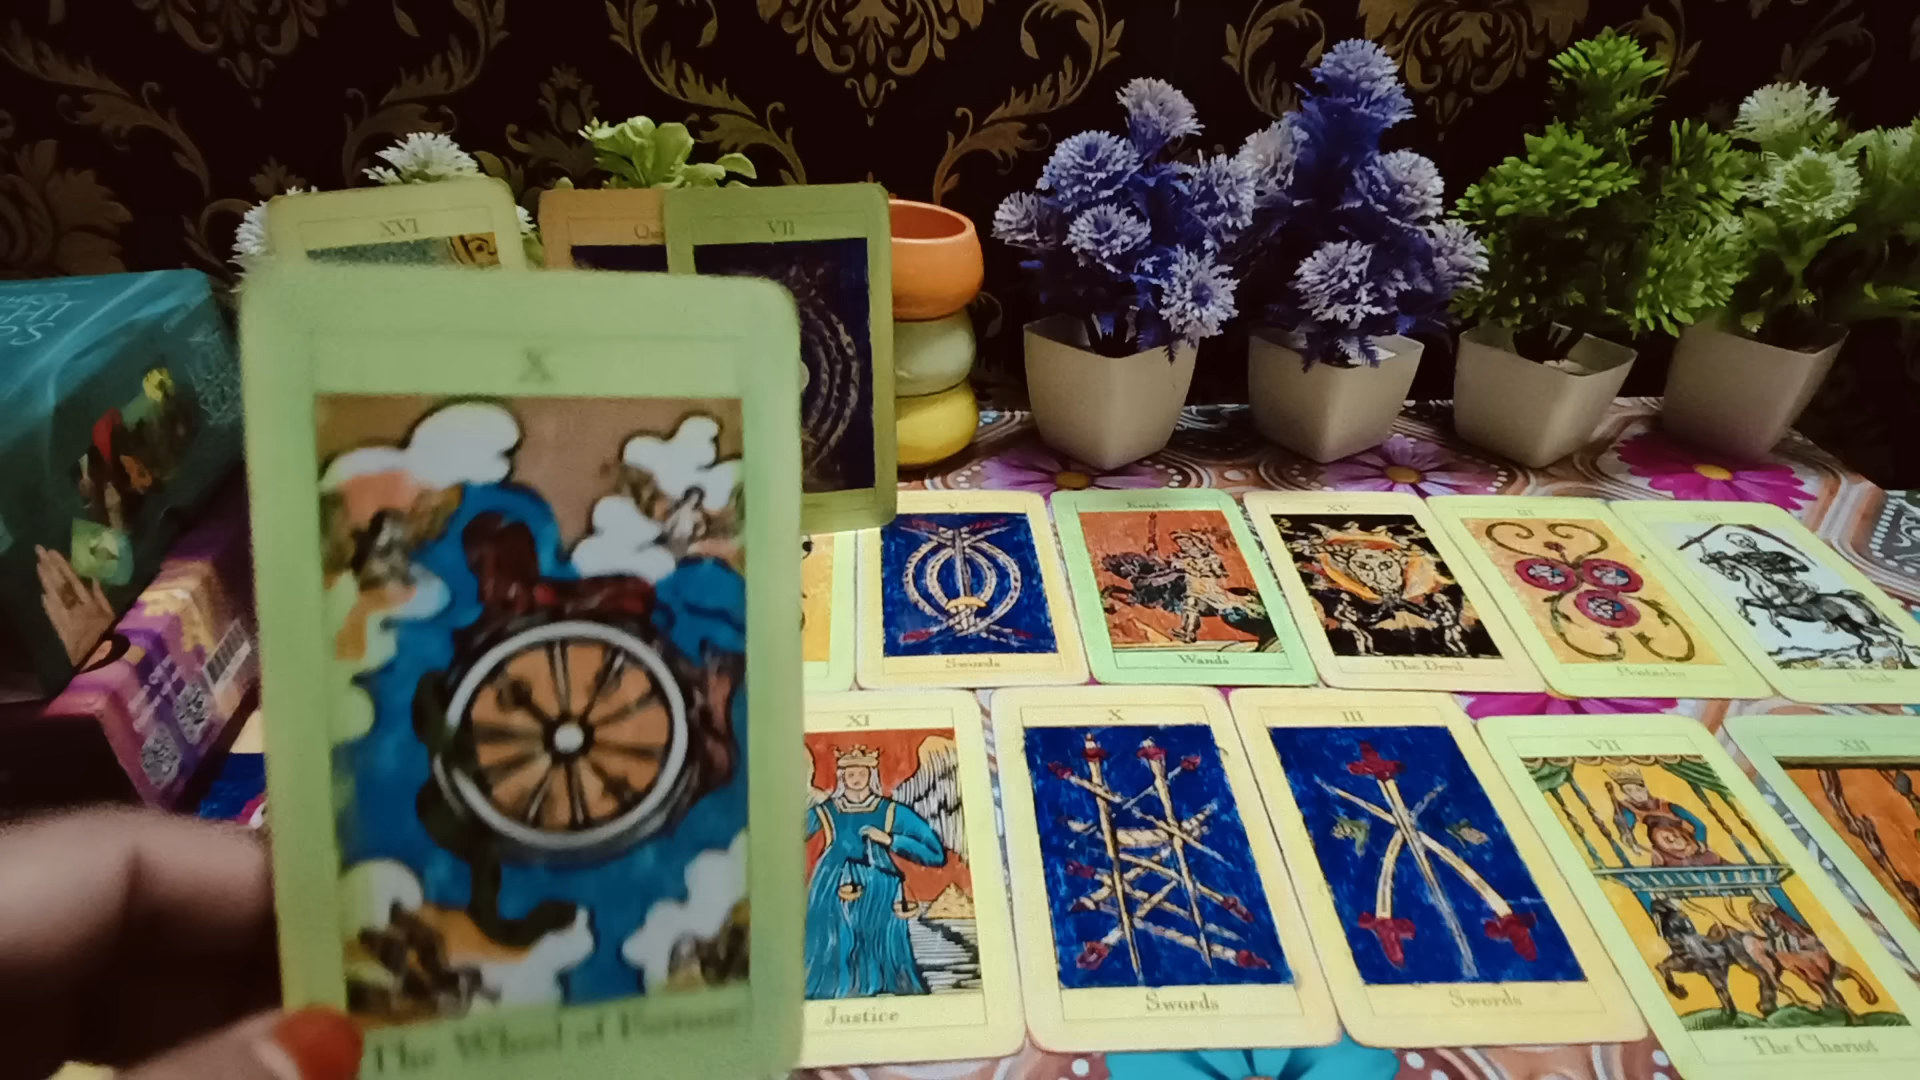 XVI
VII
X
The Wheel of Fortune
V
Swords
Knight
Wands
XV
The Devil
III
Pentacles
XIII
Death
XI
Justice
X
Swords
III
Swords
VII
The Chariot
XII